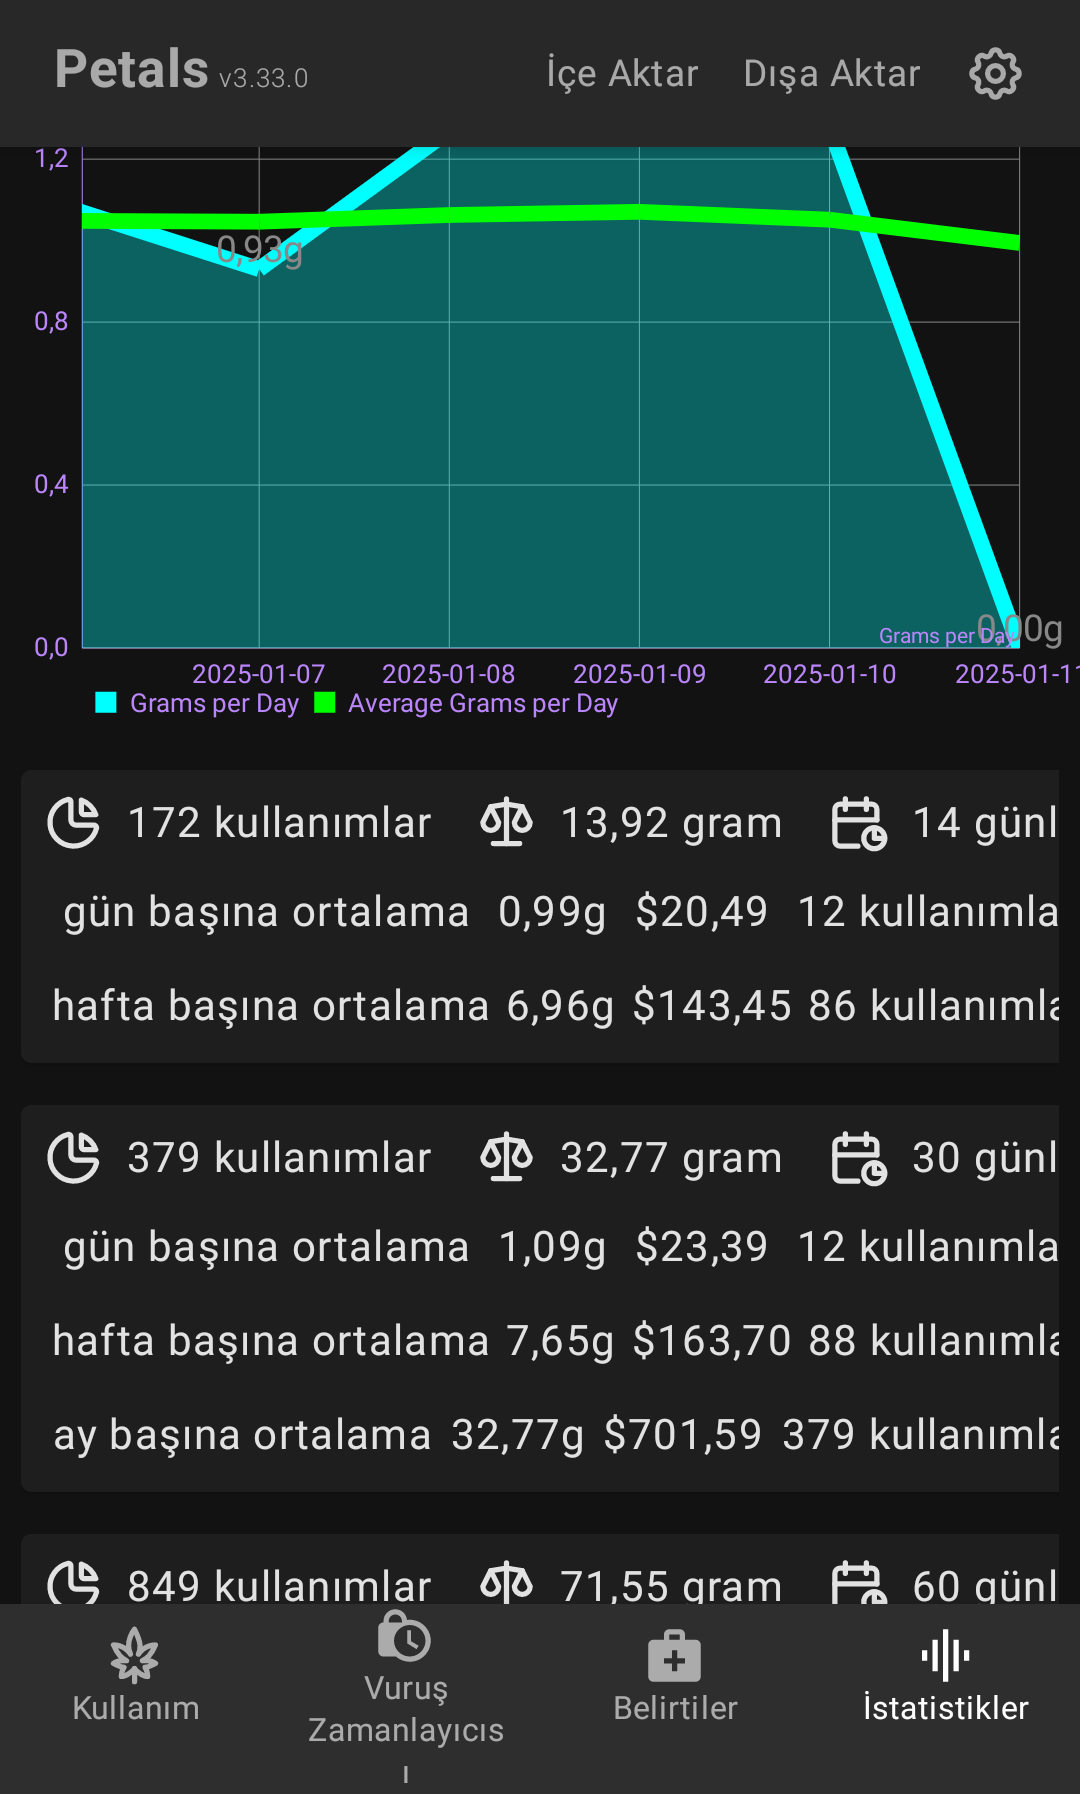 Petals v3.33.0 İçe Aktar Dışa Aktar
1,2
0,93g
0,8
0,4
0,00g
Grams per Day
0,0
2025-01-07 2025-01-08 2025-01-09 2025-01-10 2025-01-11
Grams per Day Average Grams per Day
172 kullanımlar 13,92 gram 14 günl
gün başına ortalama 0,99g $20,49 12 kullanımla
hafta başına ortalama 6,96g $143,45 86 kullanımla
379 kullanımlar 32,77 gram 30 günl
gün başına ortalama 1,09g $23,39 12 kullanımla
hafta başına ortalama 7,65g $163,70 88 kullanımla
ay başına ortalama 32,77g $701,59 379 kullanımla
849 kullanımlar 71,55 gram 60 günl
Kullanım
Vuruş
Zamanlayıcıs
ı
Belirtiler
İstatistikler